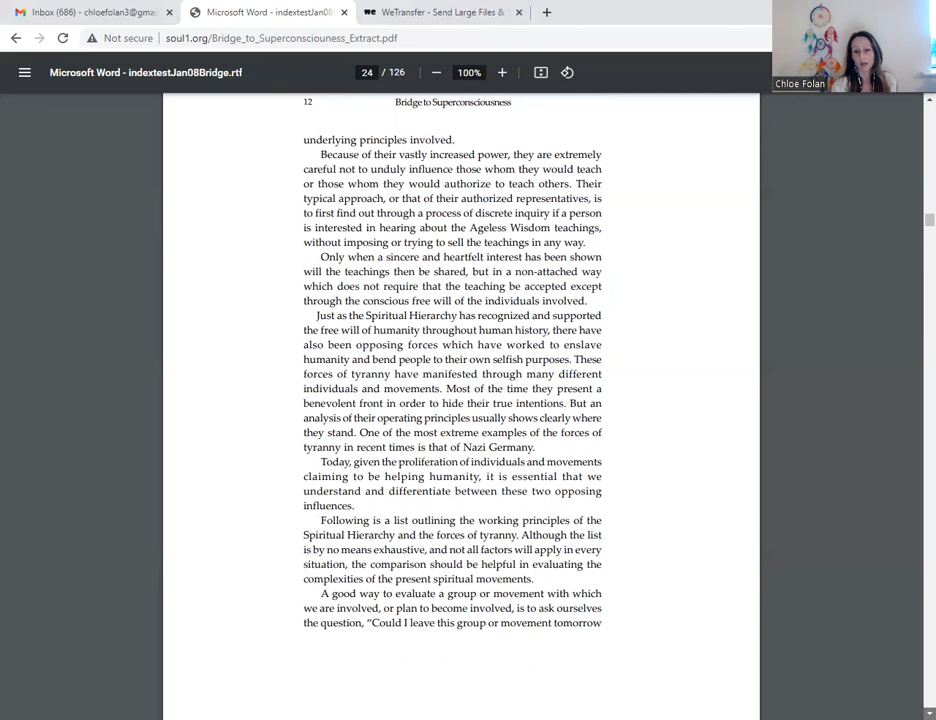 Inbox (686) - chloefolan3@gmai
Microsoft Word - indextestJan08
WeTransfer - Send Large Files &
Not secure
soul1.org/Bridge_to_Superconsciouness_Extract.pdf
Microsoft Word - indextestJan08Bridge.rtf
24 / 126
100%
Chloe Folan
12 Bridge to Superconsciousness
underlying principles involved.
Because of their vastly increased power, they are extremely
careful not to unduly influence those whom they would teach
or those whom they would authorize to teach others. Their
typical approach, or that of their authorized representatives, is
to first find out through a process of discrete inquiry if a person
is interested in hearing about the Ageless Wisdom teachings,
without imposing or trying to sell the teachings in any way.
Only when a sincere and heartfelt interest has been shown
will the teachings then be shared, but in a non-attached way
which does not require that the teaching be accepted except
through the conscious free will of the individuals involved.
Just as the Spiritual Hierarchy has recognized and supported
the free will of humanity throughout human history, there have
also been opposing forces which have worked to enslave
humanity and bend people to their own selfish purposes. These
forces of tyranny have manifested through many different
individuals and movements. Most of the time they present a
benevolent front in order to hide their true intentions. But an
analysis of their operating principles usually shows clearly where
they stand. One of the most extreme examples of the forces of
tyranny in recent times is that of Nazi Germany.
Today, given the proliferation of individuals and movements
claiming to be helping humanity, it is essential that we
understand and differentiate between these two opposing
influences.
Following is a list outlining the working principles of the
Spiritual Hierarchy and the forces of tyranny. Although the list
is by no means exhaustive, and not all factors will apply in every
situation, the comparison should be helpful in evaluating the
complexities of the present spiritual movements.
A good way to evaluate a group or movement with which
we are involved, or plan to become involved, is to ask ourselves
the question, “Could I leave this group or movement tomorrow